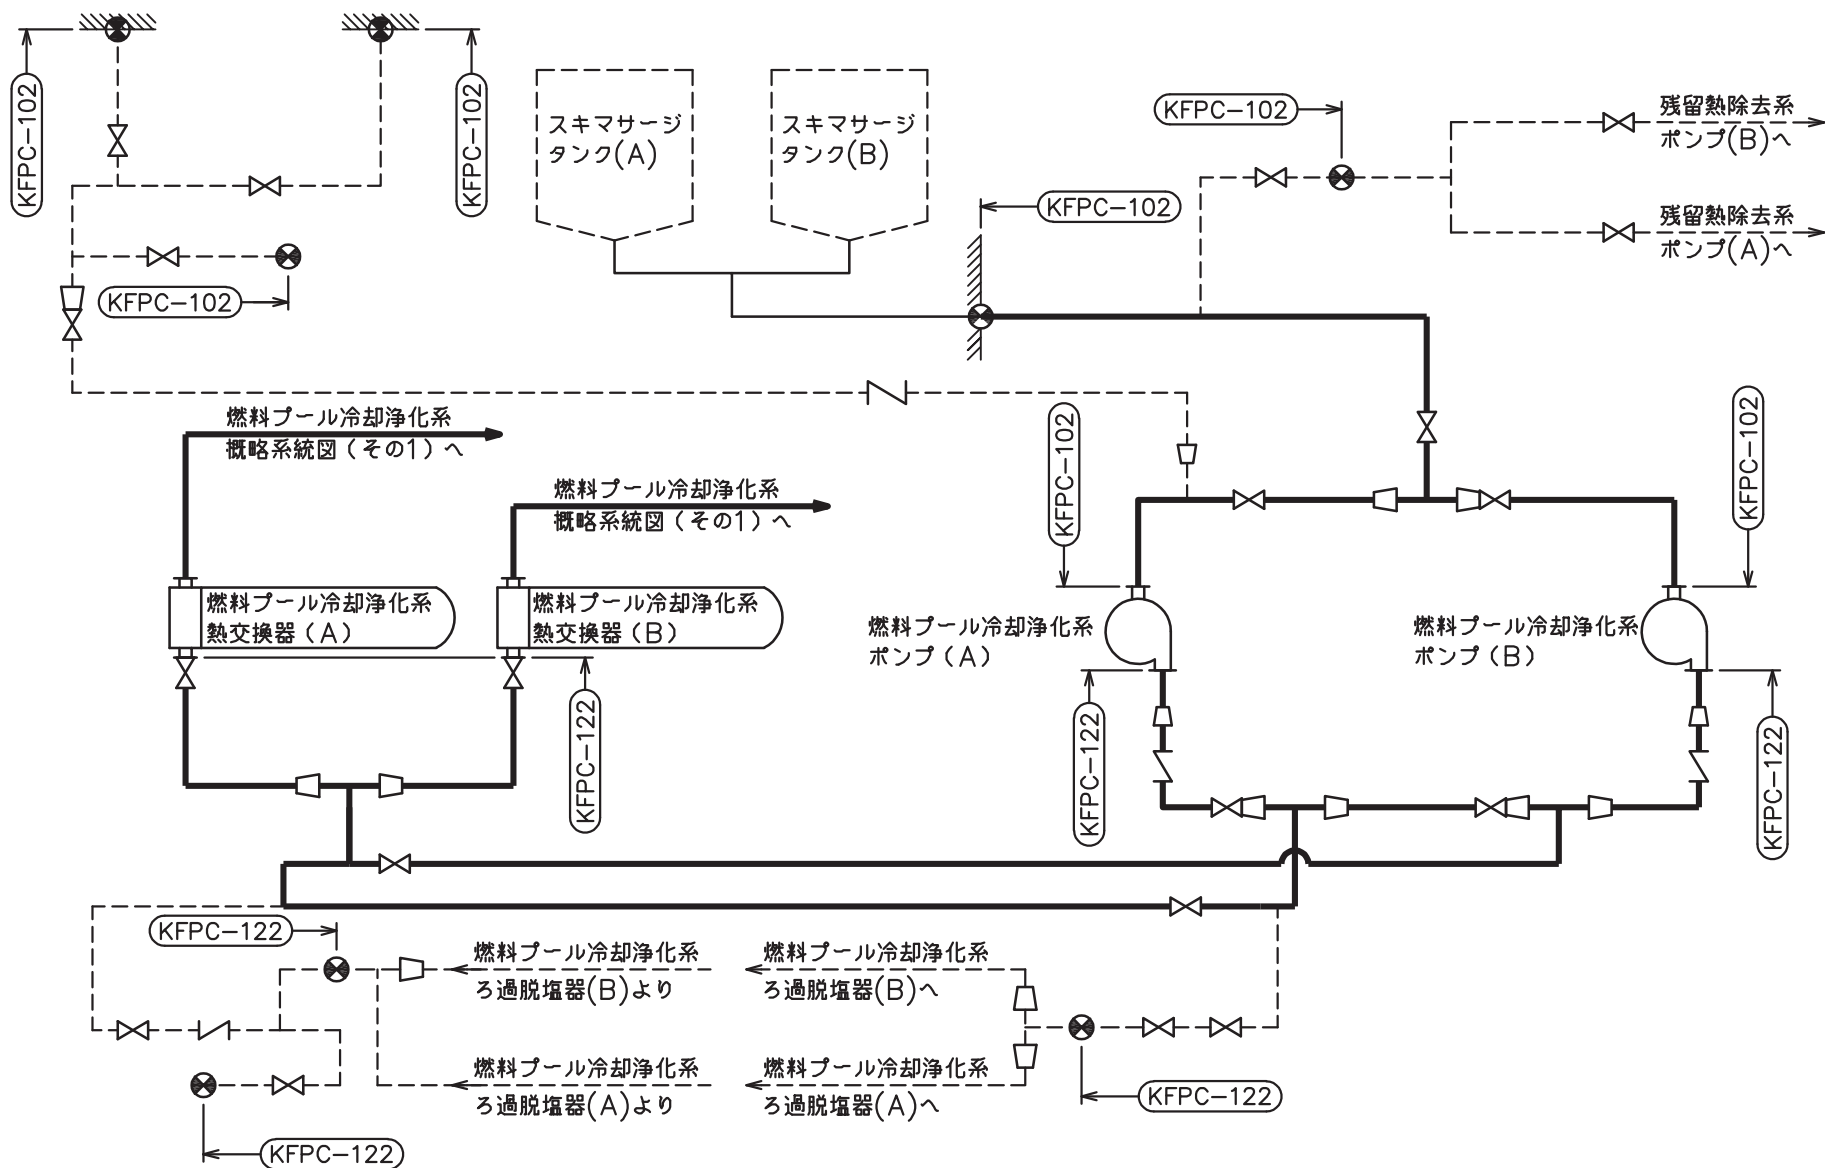 KFPC-102
KFPC-102
スキマサージ
タンク(A)
スキマサージ
タンク(B)
KFPC-102
残留熱除去系
ポンプ(B)へ
KFPC-102
残留熱除去系
ポンプ(A)へ
KFPC-102
燃料プール冷却浄化系
概略系統図（その1）へ
KFPC-102
KFPC-102
燃料プール冷却浄化系
概略系統図（その1）へ
燃料プール冷却浄化系
熱交換器（A）
燃料プール冷却浄化系
熱交換器（B）
燃料プール冷却浄化系
ポンプ（A）
燃料プール冷却浄化系
ポンプ（B）
KFPC-122
KFPC-122
KFPC-122
KFPC-122
燃料プール冷却浄化系
ろ過脱塩器(B)より
燃料プール冷却浄化系
ろ過脱塩器(B)へ
燃料プール冷却浄化系
ろ過脱塩器(A)より
燃料プール冷却浄化系
ろ過脱塩器(A)へ
KFPC-122
KFPC-122